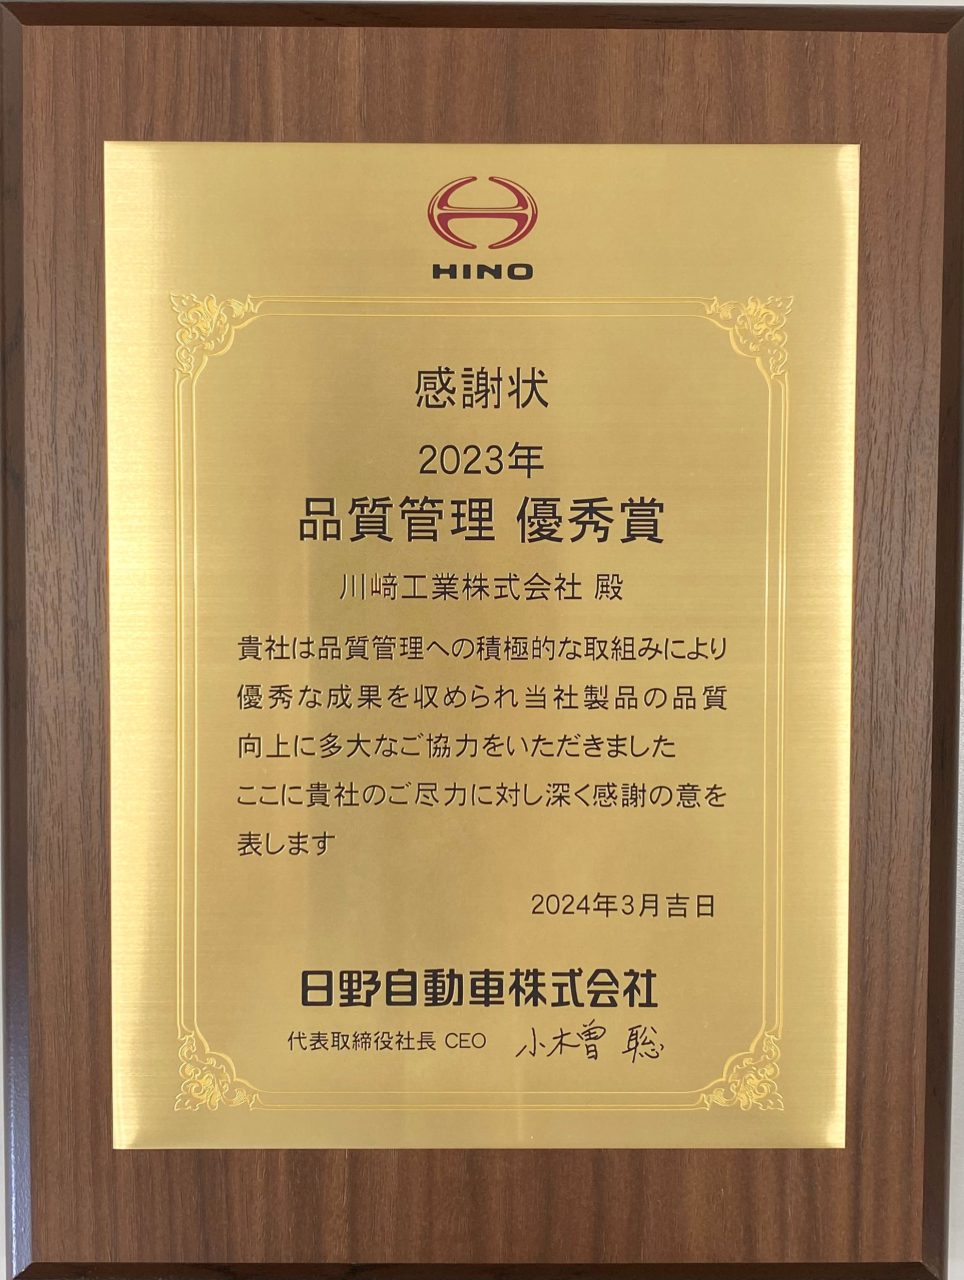 HINO
感謝状
2023年
品質管理 優秀賞
川﨑工業株式会社 殿
貴社は品質管理への積極的な取組みにより
優秀な成果を収められ当社製品の品質
向上に多大なご協力をいただきました
ここに貴社のご尽力に対し深く感謝の意を
表します
2024年3月吉日
日野自動車株式会社
代表取締役社長 CEO 小木曽 聡